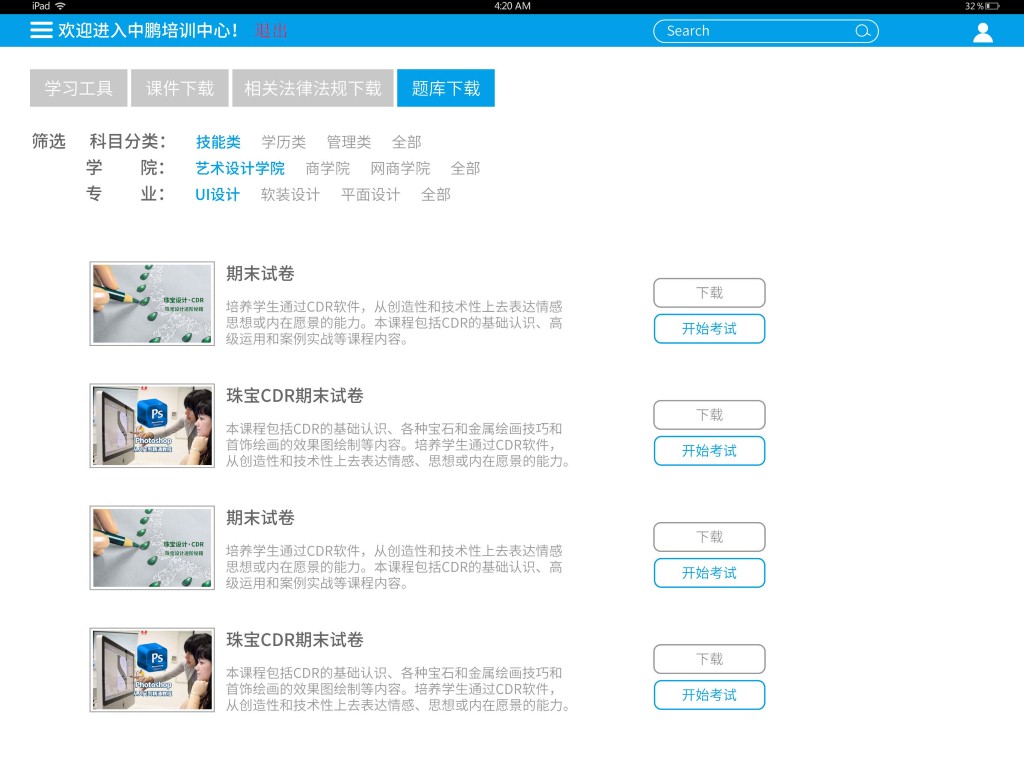 iPad 4:20 AM 32%
欢迎进入中鹏培训中心！ 退出 Search
学习工具 课件下载 相关法律法规下载 题库下载
筛选 科目分类： 技能类 学历类 管理类 全部
学 院： 艺术设计学院 商学院 网商学院 全部
专 业： UI设计 软装设计 平面设计 全部
期末试卷
珠宝设计·CDR
培养学生通过CDR软件，从创造性和技术性上去表达情感
思想或内在愿景的能力。本课程包括CDR的基础认识、高
级运用和案例实战等课程内容。
下载
开始考试
珠宝CDR期末试卷
Ps
Photoshop
本课程包括CDR的基础认识、各种宝石和金属绘画技巧和
首饰绘画的效果图绘制等内容。培养学生通过CDR软件，
从创造性和技术性上去表达情感、思想或内在愿景的能力。
下载
开始考试
期末试卷
珠宝设计·CDR
培养学生通过CDR软件，从创造性和技术性上去表达情感
思想或内在愿景的能力。本课程包括CDR的基础认识、高
级运用和案例实战等课程内容。
下载
开始考试
珠宝CDR期末试卷
Ps
Photoshop
本课程包括CDR的基础认识、各种宝石和金属绘画技巧和
首饰绘画的效果图绘制等内容。培养学生通过CDR软件，
从创造性和技术性上去表达情感、思想或内在愿景的能力。
下载
开始考试